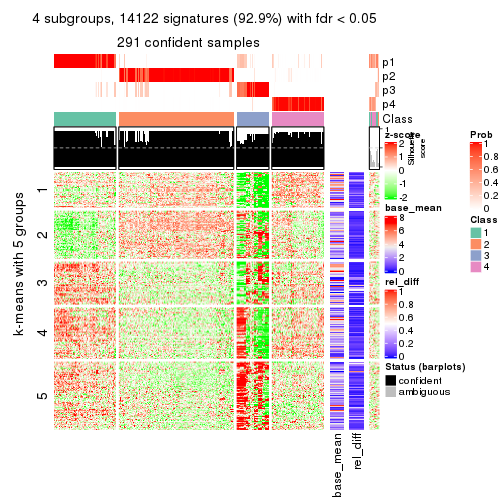 4 subgroups, 14122 signatures (92.9%) with fdr < 0.05
291 confident samples
p1
p2
p3
p4
Class
1
Silhouette
score
k-means with 5 groups
1
2
3
4
5
base_mean
rel_diff
z-score
2
1
0
-1
-2
base_mean
8
6
4
2
0
rel_diff
1
0.8
0.6
0.4
0.2
0
Status (barplots)
confident
ambiguous
Prob
1
0.8
0.6
0.4
0.2
0
Class
1
2
3
4